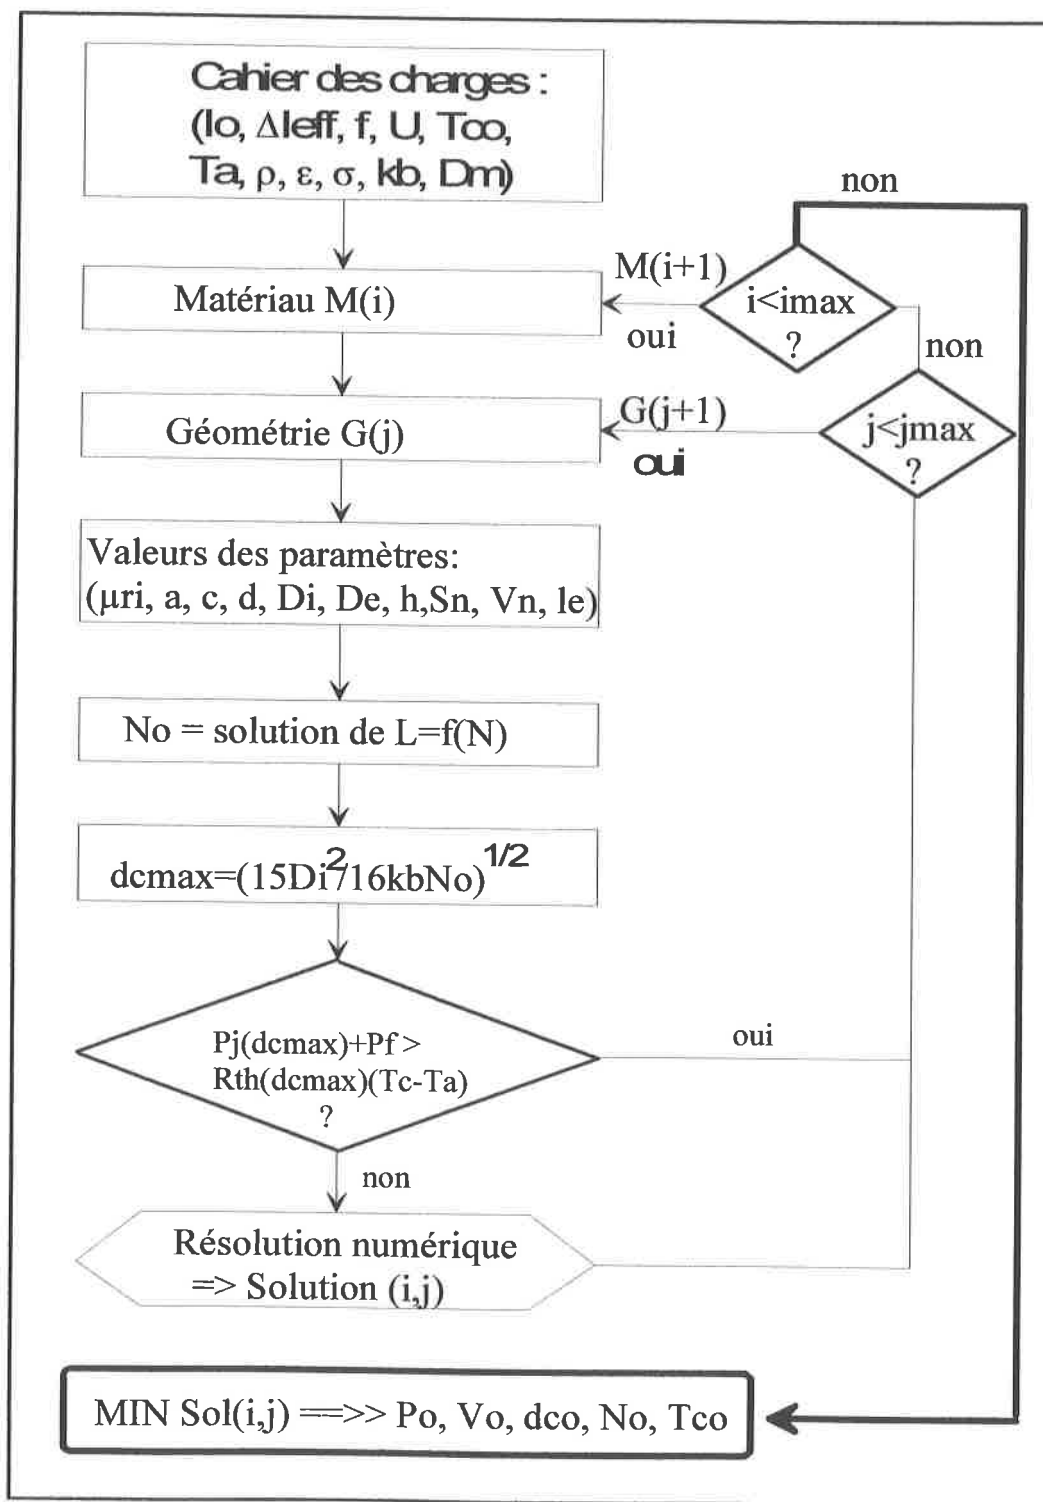 Cahier des charges :
(Io, ΔIeff, f, U, Tco,
Ta, ρ, ε, σ, kb, Dm)
non
M(i+1)
i<imax
?
Matériau M(i)
oui
non
G(j+1)
j<jmax
?
Géométrie G(j)
oui
Valeurs des paramètres:
(μri, a, c, d, Di, De, h,Sn, Vn, le)
No = solution de L=f(N)
dcmax=(15Di²/16kbNo)^1/2
Pj(dcmax)+Pf >
Rth(dcmax)(Tc-Ta)
?
oui
non
Résolution numérique
=> Solution (i,j)
MIN Sol(i,j) ==>> Po, Vo, dco, No, Tco